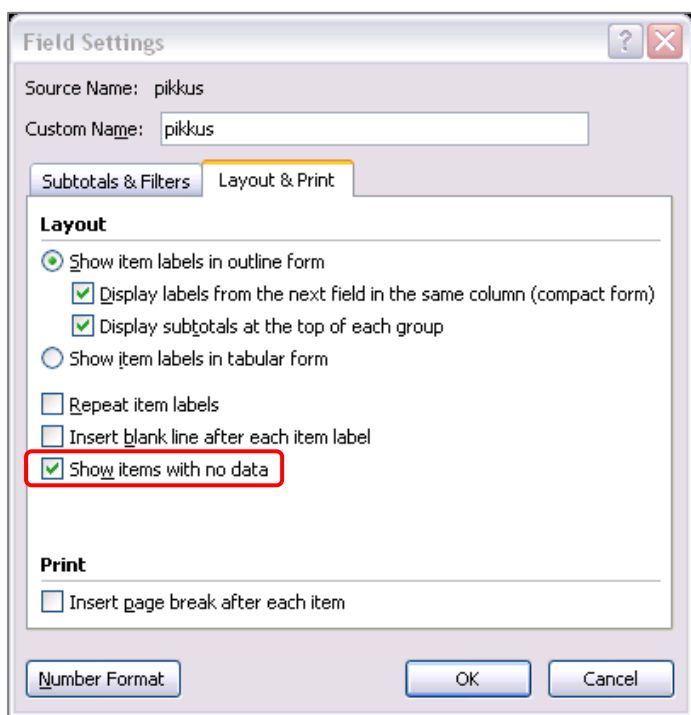 Field Settings
?
Source Name: pikkus
Custom Name: pikkus
Subtotals & Filters Layout & Print
Layout
Show item labels in outline form
Display labels from the next field in the same column (compact form)
Display subtotals at the top of each group
Show item labels in tabular form
Repeat item labels
Insert blank line after each item label
Show items with no data
Print
Insert page break after each item
Number Format OK Cancel